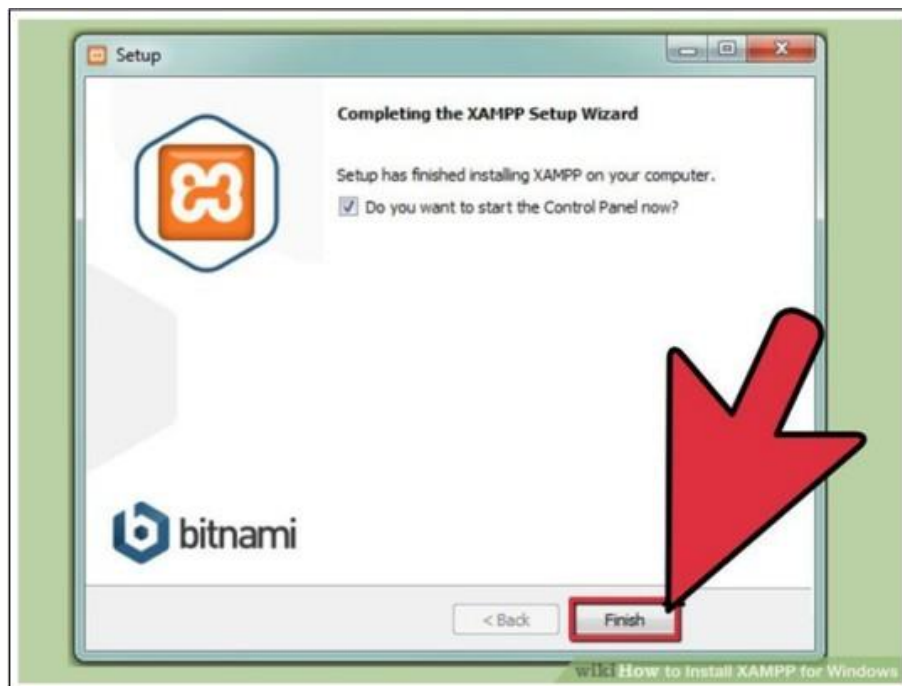 Setup
Completing the XAMPP Setup Wizard
Setup has finished installing XAMPP on your computer.
Do you want to start the Control Panel now?
bitnami
< Back
Finish
wikiHow to Install XAMPP for Windows